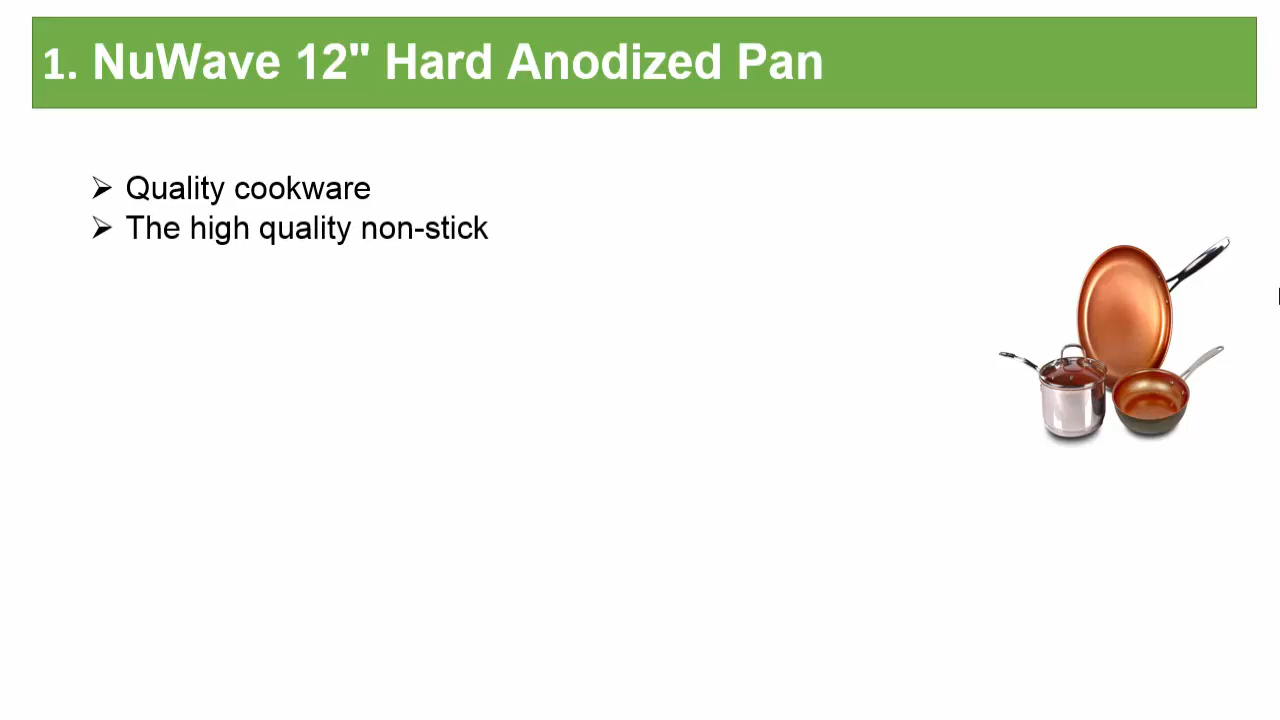 1. NuWave 12" Hard Anodized Pan
Quality cookware
The high quality non-stick